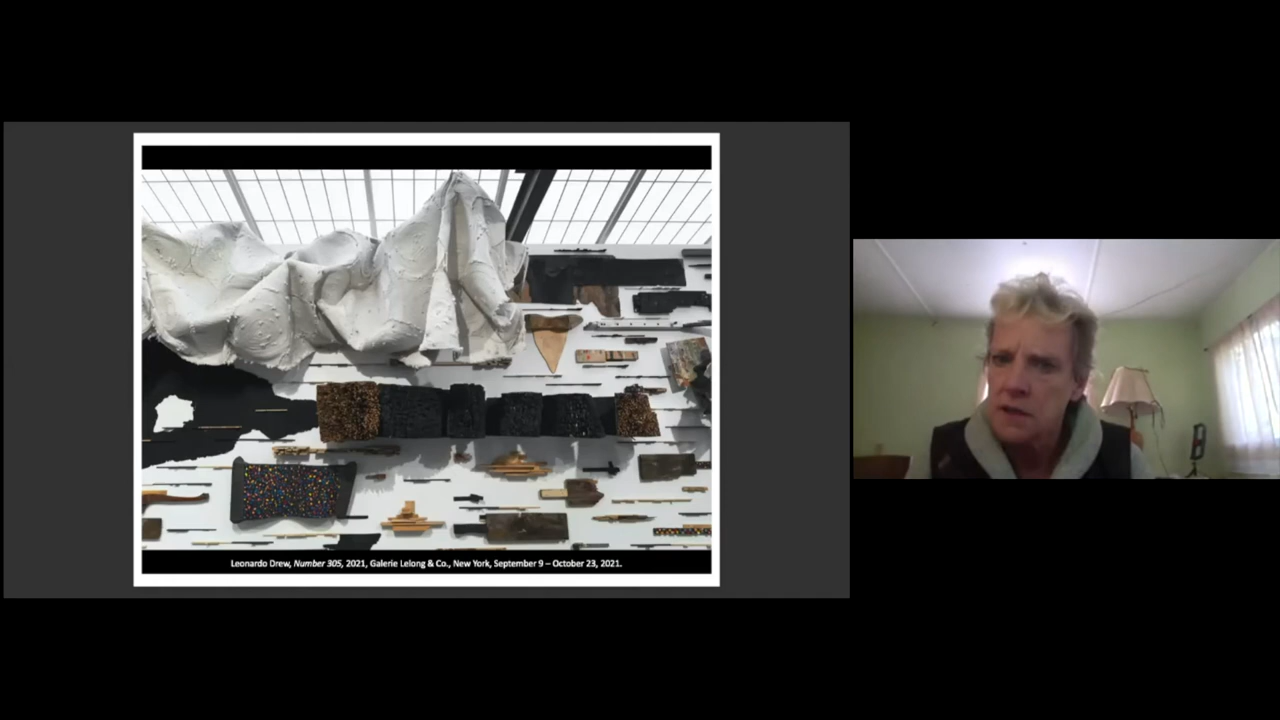 Leonardo Drew, Number 305, 2021, Galerie Lelong & Co., New York, September 9 – October 23, 2021.